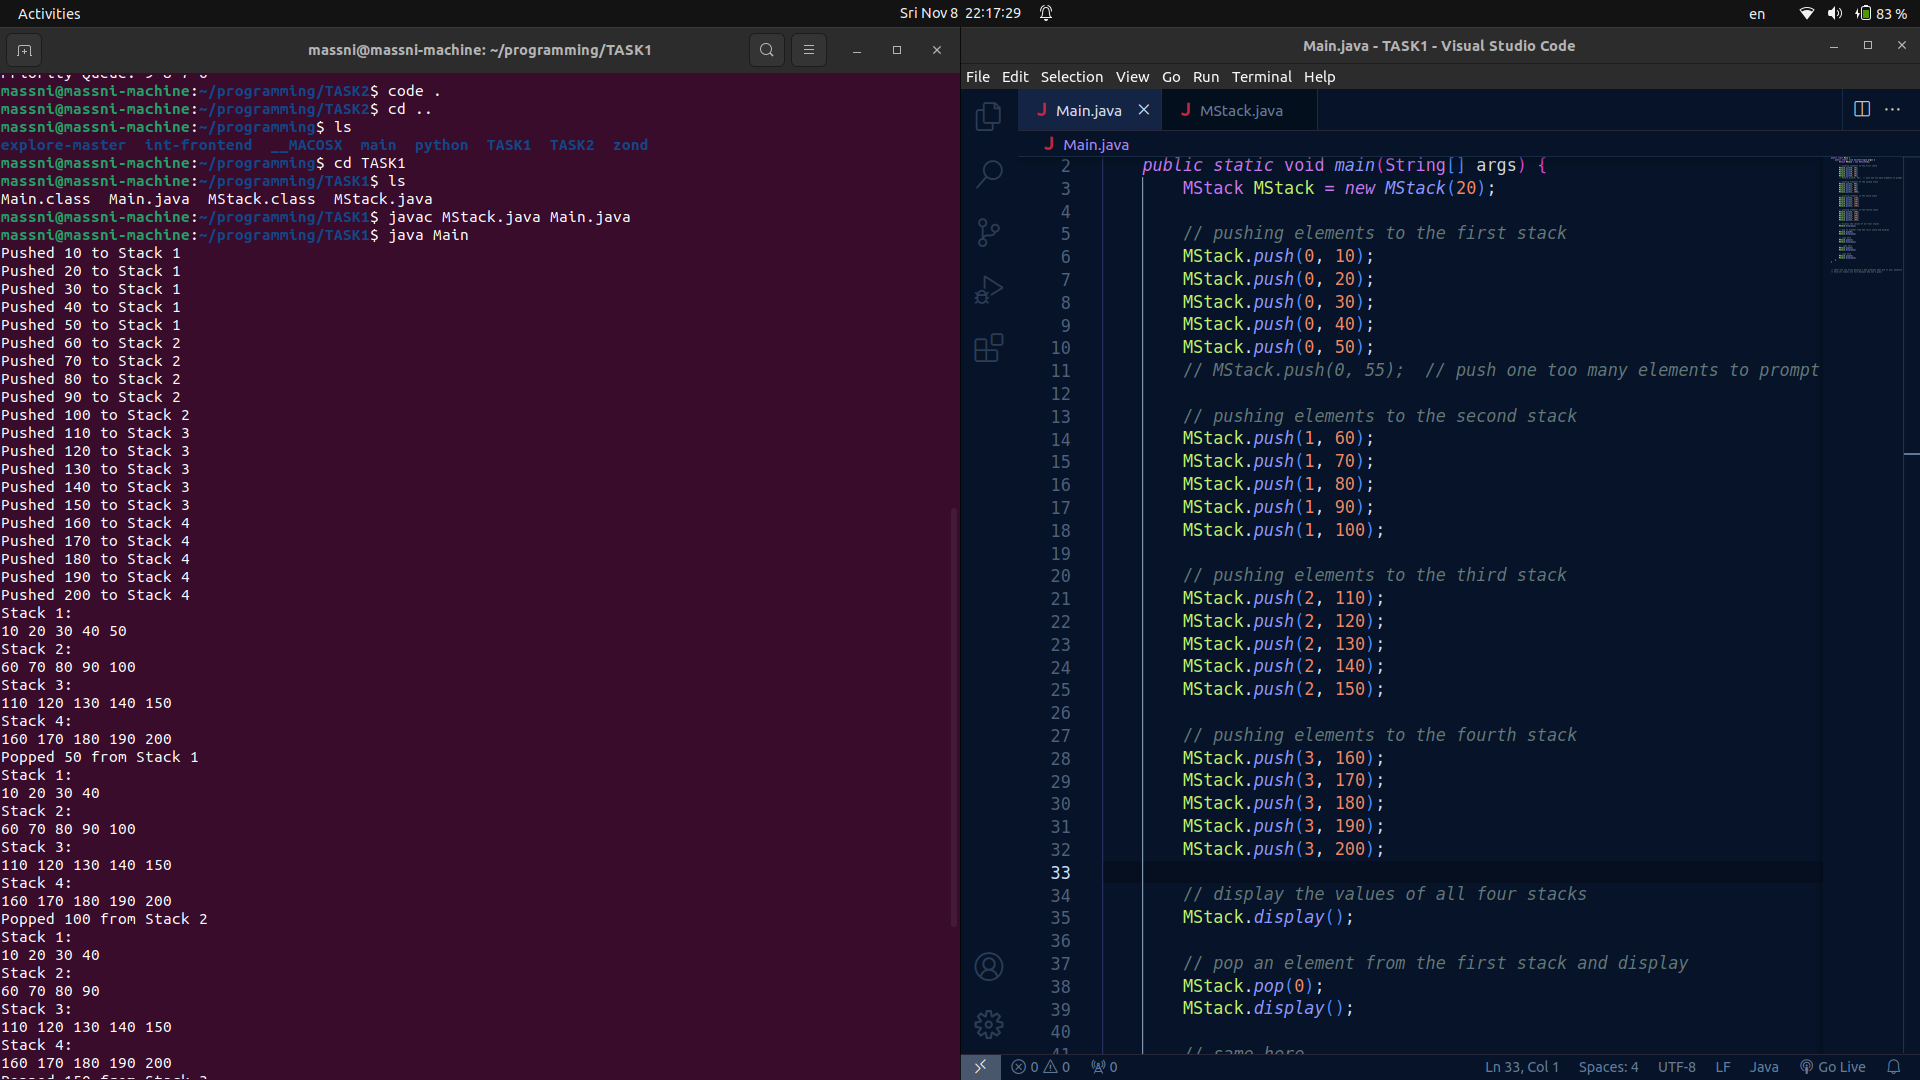 Activities
Sri Nov 8 22:17:29
en
83 %
massni@massni-machine: ~/programming/TASK1
Priority Queue: 9 8 7 6
massni@massni-machine:~/programming/TASK2$ code .
massni@massni-machine:~/programming/TASK2$ cd ..
massni@massni-machine:~/programming$ ls
explore-master  int-frontend  __MACOSX  main  python  TASK1  TASK2  zond
massni@massni-machine:~/programming$ cd TASK1
massni@massni-machine:~/programming/TASK1$ ls
Main.class  Main.java  MStack.class  MStack.java
massni@massni-machine:~/programming/TASK1$ javac MStack.java Main.java
massni@massni-machine:~/programming/TASK1$ java Main
Pushed 10 to Stack 1
Pushed 20 to Stack 1
Pushed 30 to Stack 1
Pushed 40 to Stack 1
Pushed 50 to Stack 1
Pushed 60 to Stack 2
Pushed 70 to Stack 2
Pushed 80 to Stack 2
Pushed 90 to Stack 2
Pushed 100 to Stack 2
Pushed 110 to Stack 3
Pushed 120 to Stack 3
Pushed 130 to Stack 3
Pushed 140 to Stack 3
Pushed 150 to Stack 3
Pushed 160 to Stack 4
Pushed 170 to Stack 4
Pushed 180 to Stack 4
Pushed 190 to Stack 4
Pushed 200 to Stack 4
Stack 1:
10 20 30 40 50
Stack 2:
60 70 80 90 100
Stack 3:
110 120 130 140 150
Stack 4:
160 170 180 190 200
Popped 50 from Stack 1
Stack 1:
10 20 30 40
Stack 2:
60 70 80 90 100
Stack 3:
110 120 130 140 150
Stack 4:
160 170 180 190 200
Popped 100 from Stack 2
Stack 1:
10 20 30 40
Stack 2:
60 70 80 90
Stack 3:
110 120 130 140 150
Stack 4:
160 170 180 190 200
Popped 150 from Stack 3
Main.java - TASK1 - Visual Studio Code
File Edit Selection View Go Run Terminal Help
J Main.java
J MStack.java
J Main.java
2 public static void main(String[] args) {
3 MStack MStack = new MStack(20);
4
5 // pushing elements to the first stack
6 MStack.push(0, 10);
7 MStack.push(0, 20);
8 MStack.push(0, 30);
9 MStack.push(0, 40);
10 MStack.push(0, 50);
11 // MStack.push(0, 55);  // push one too many elements to prompt
12
13 // pushing elements to the second stack
14 MStack.push(1, 60);
15 MStack.push(1, 70);
16 MStack.push(1, 80);
17 MStack.push(1, 90);
18 MStack.push(1, 100);
19
20 // pushing elements to the third stack
21 MStack.push(2, 110);
22 MStack.push(2, 120);
23 MStack.push(2, 130);
24 MStack.push(2, 140);
25 MStack.push(2, 150);
26
27 // pushing elements to the fourth stack
28 MStack.push(3, 160);
29 MStack.push(3, 170);
30 MStack.push(3, 180);
31 MStack.push(3, 190);
32 MStack.push(3, 200);
33
34 // display the values of all four stacks
35 MStack.display();
36
37 // pop an element from the first stack and display
38 MStack.pop(0);
39 MStack.display();
40
41 // same here
0 0 0
Ln 33, Col 1 Spaces: 4 UTF-8 LF Java Go Live